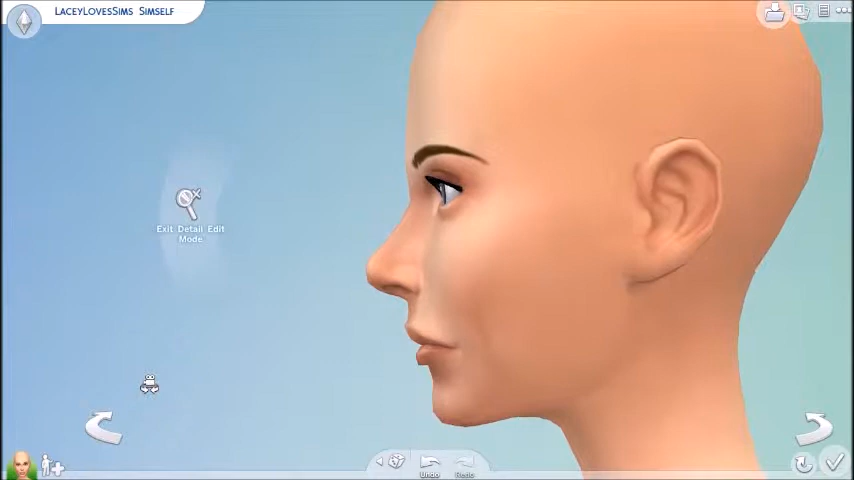 LACEYLOVESSIMS SIMSELF
Exit Detail Edit
Mode
Undo
Redo